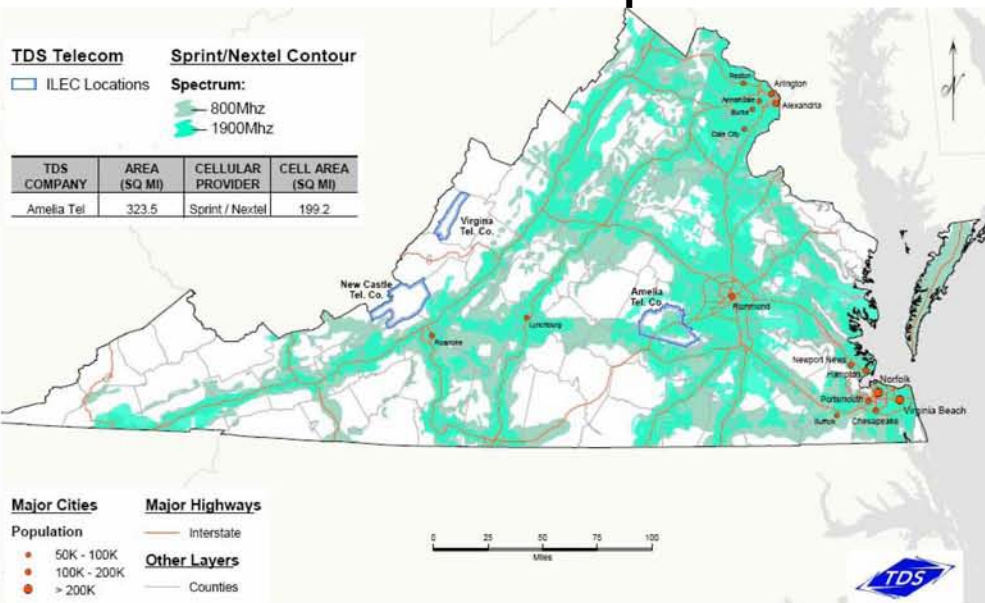 TDS Telecom
ILEC Locations
Sprint/Nextel Contour
Spectrum:
800Mhz
1900Mhz
TDS COMPANY AREA (SQ MI) CELLULAR PROVIDER CELL AREA (SQ MI)
Amelia Tel 323.5 Sprint / Nextel 199.2
N
Reston
Arlington
Annandale
Alexandria
Burke
Dale City
Virgina
Tel. Co.
New Castle
Tel. Co.
Amelia
Tel. Co
Richmond
Lynchburg
Roanoke
Newport News
Hampton
Norfolk
Portsmouth
Virginia Beach
Suffolk
Chesapeake
Major Cities
Population
50K - 100K
100K - 200K
> 200K
Major Highways
Interstate
Other Layers
Counties
0 25 50 75 100
Miles
TDS